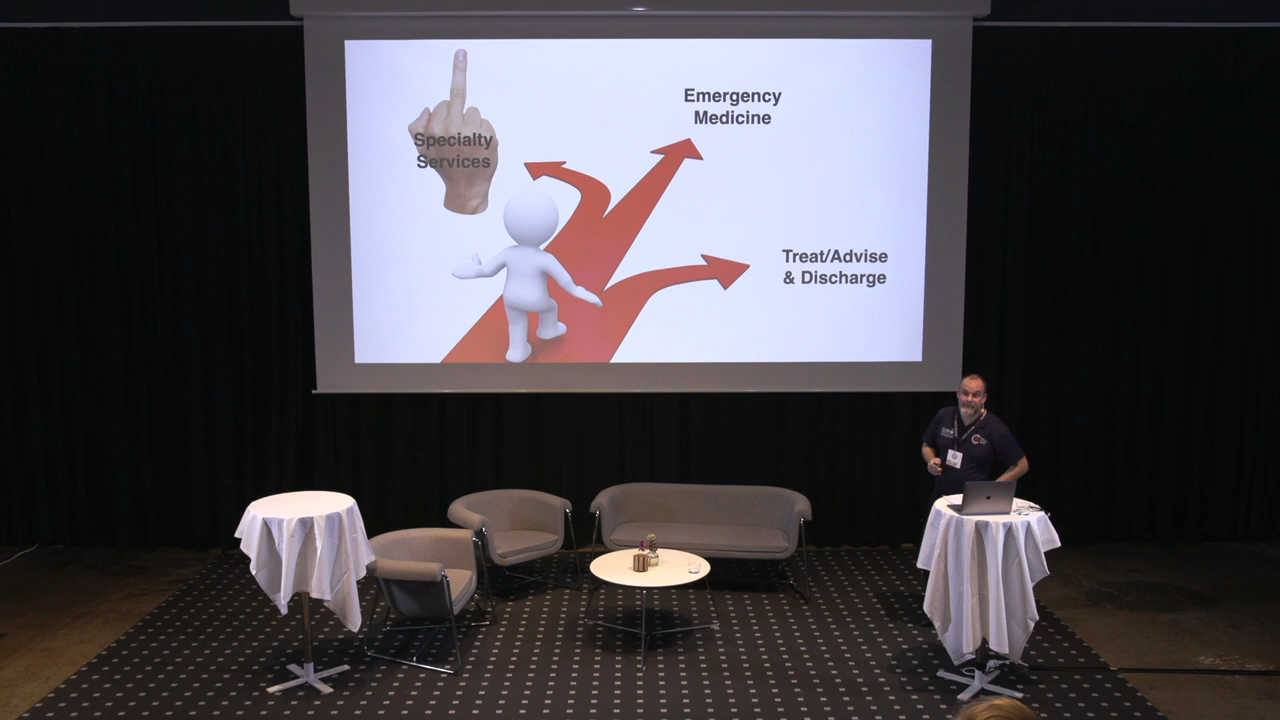 Specialty
Services
Emergency
Medicine
Treat/Advise
& Discharge